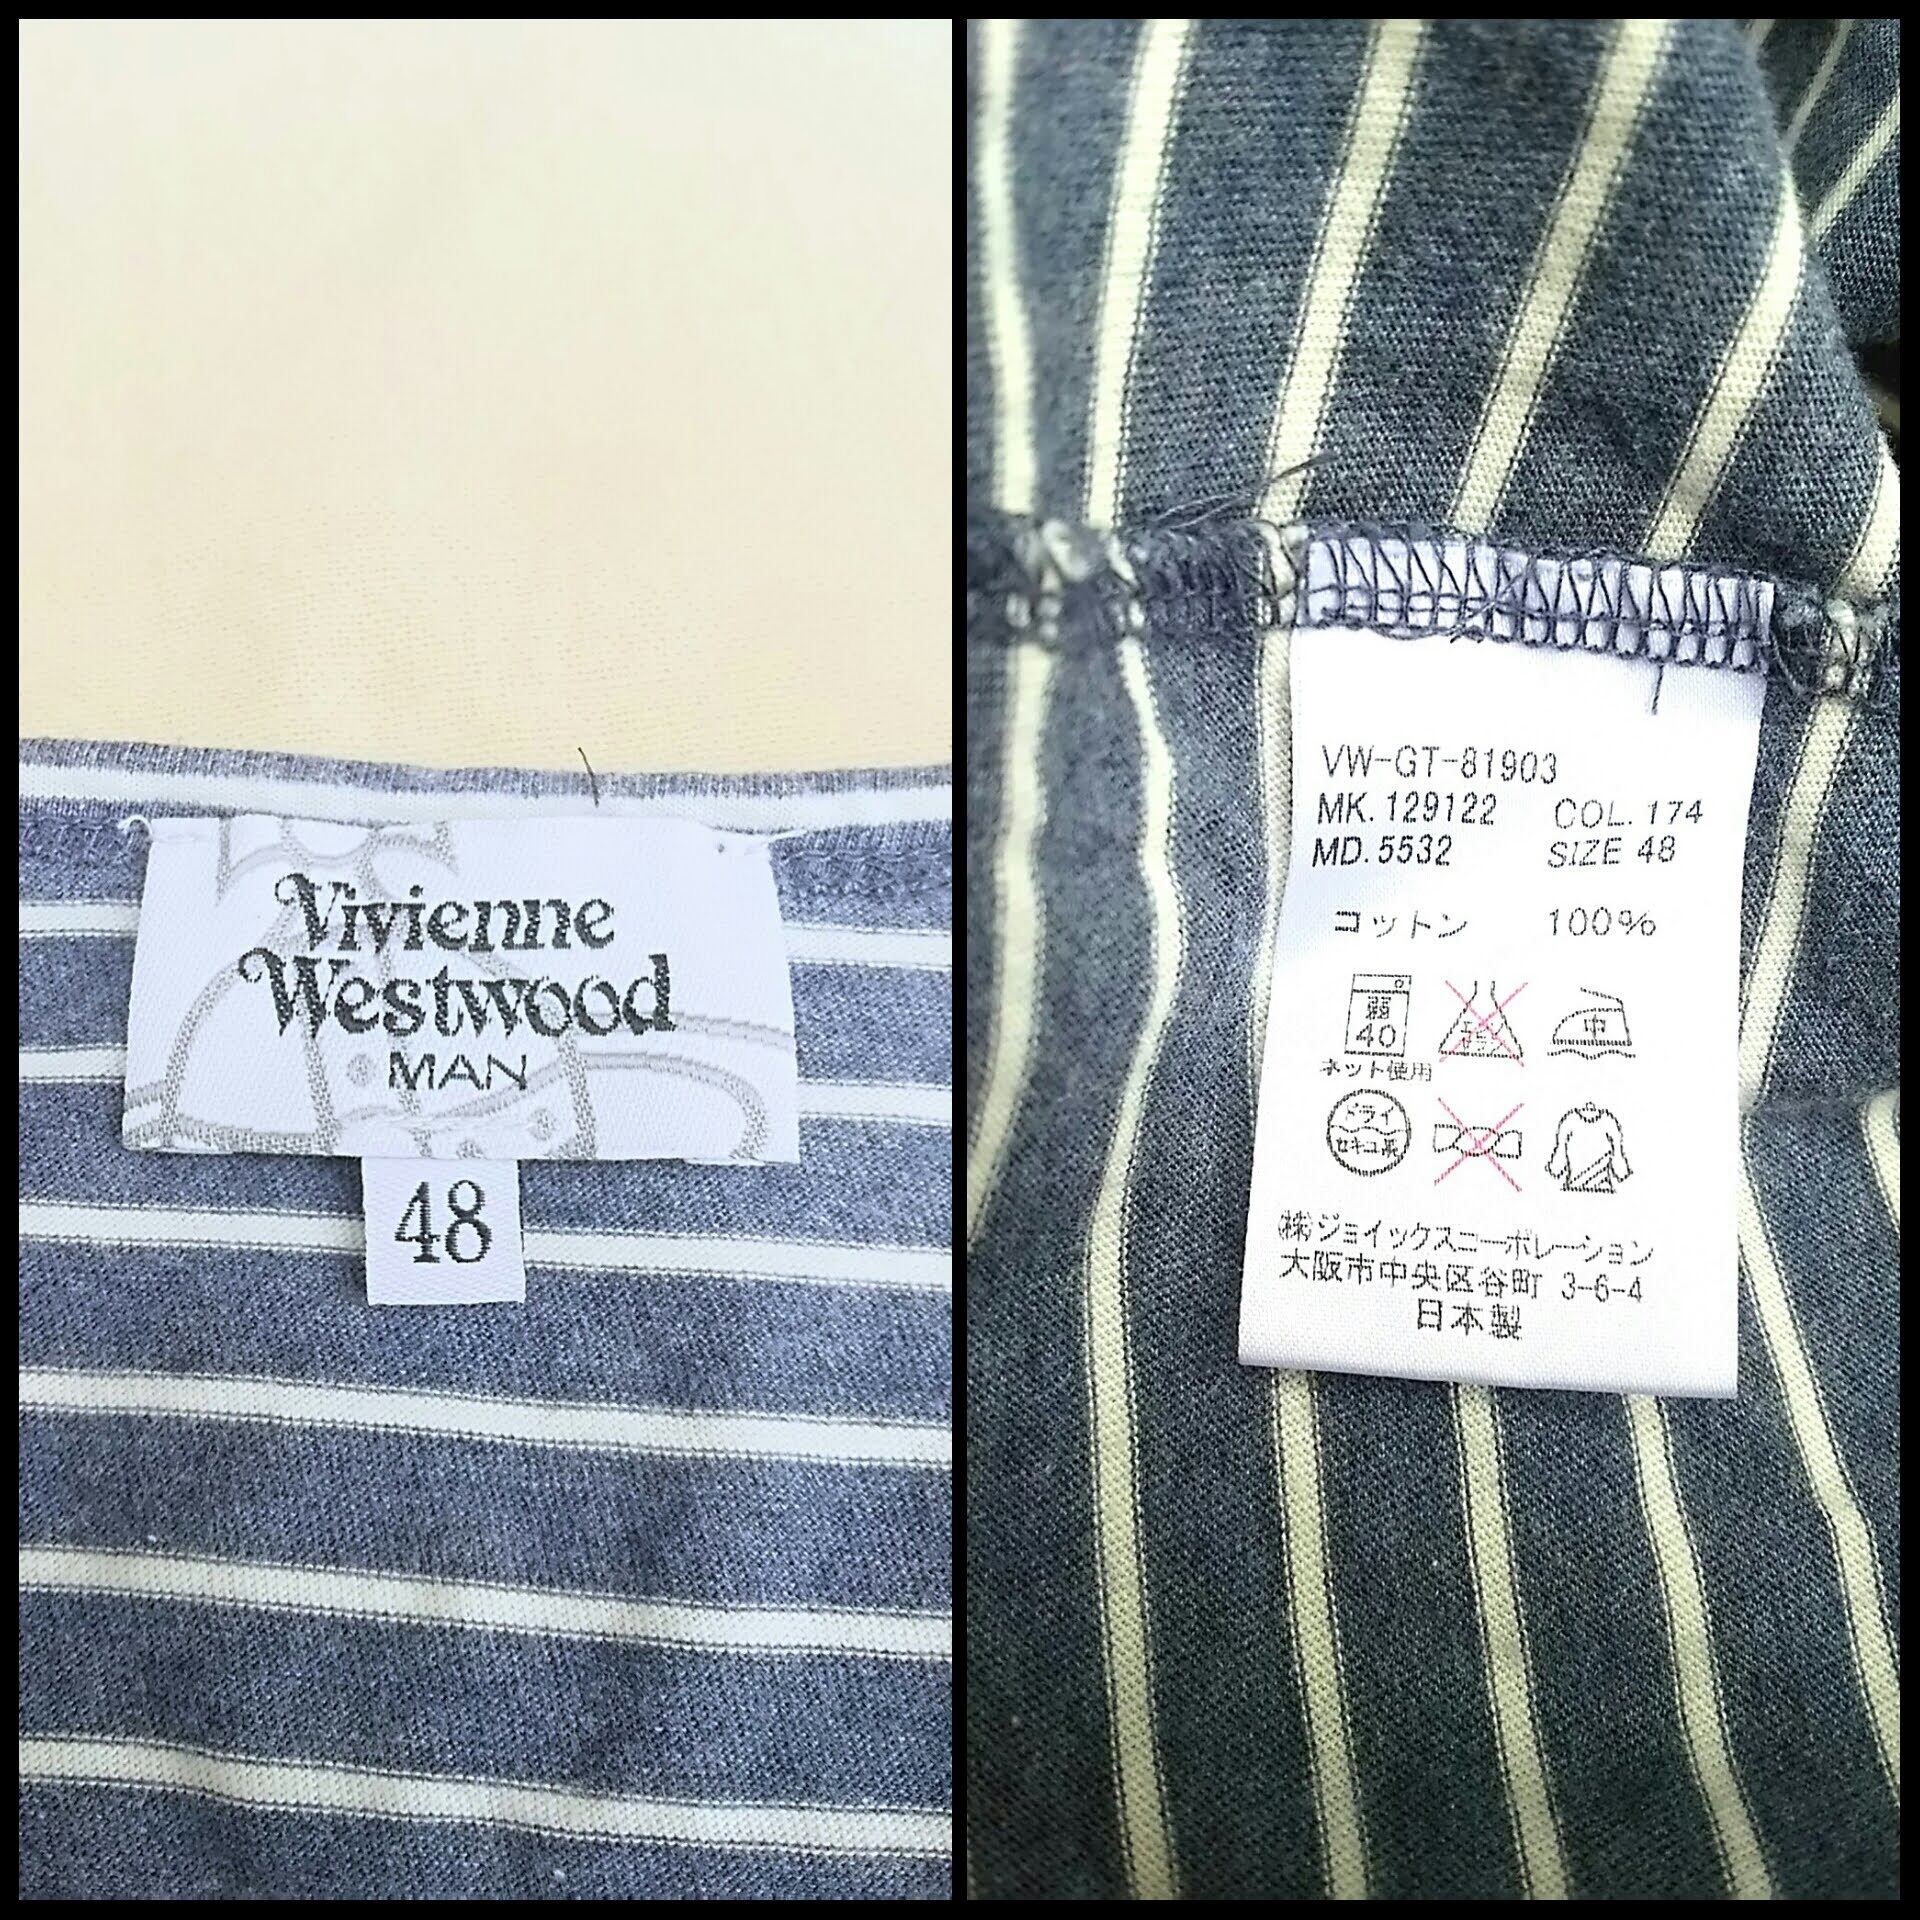 Vivienne
Westwood
MAN
48
VW-GT-81903
MK. 129122 COL. 174
MD. 5532 SIZE 48
コットン 100%
弱
40
中
ネット使用
ドライ
セキユ系
(株)ジョイックスコーポレーション
大阪市中央区谷町 3-6-4
日本製